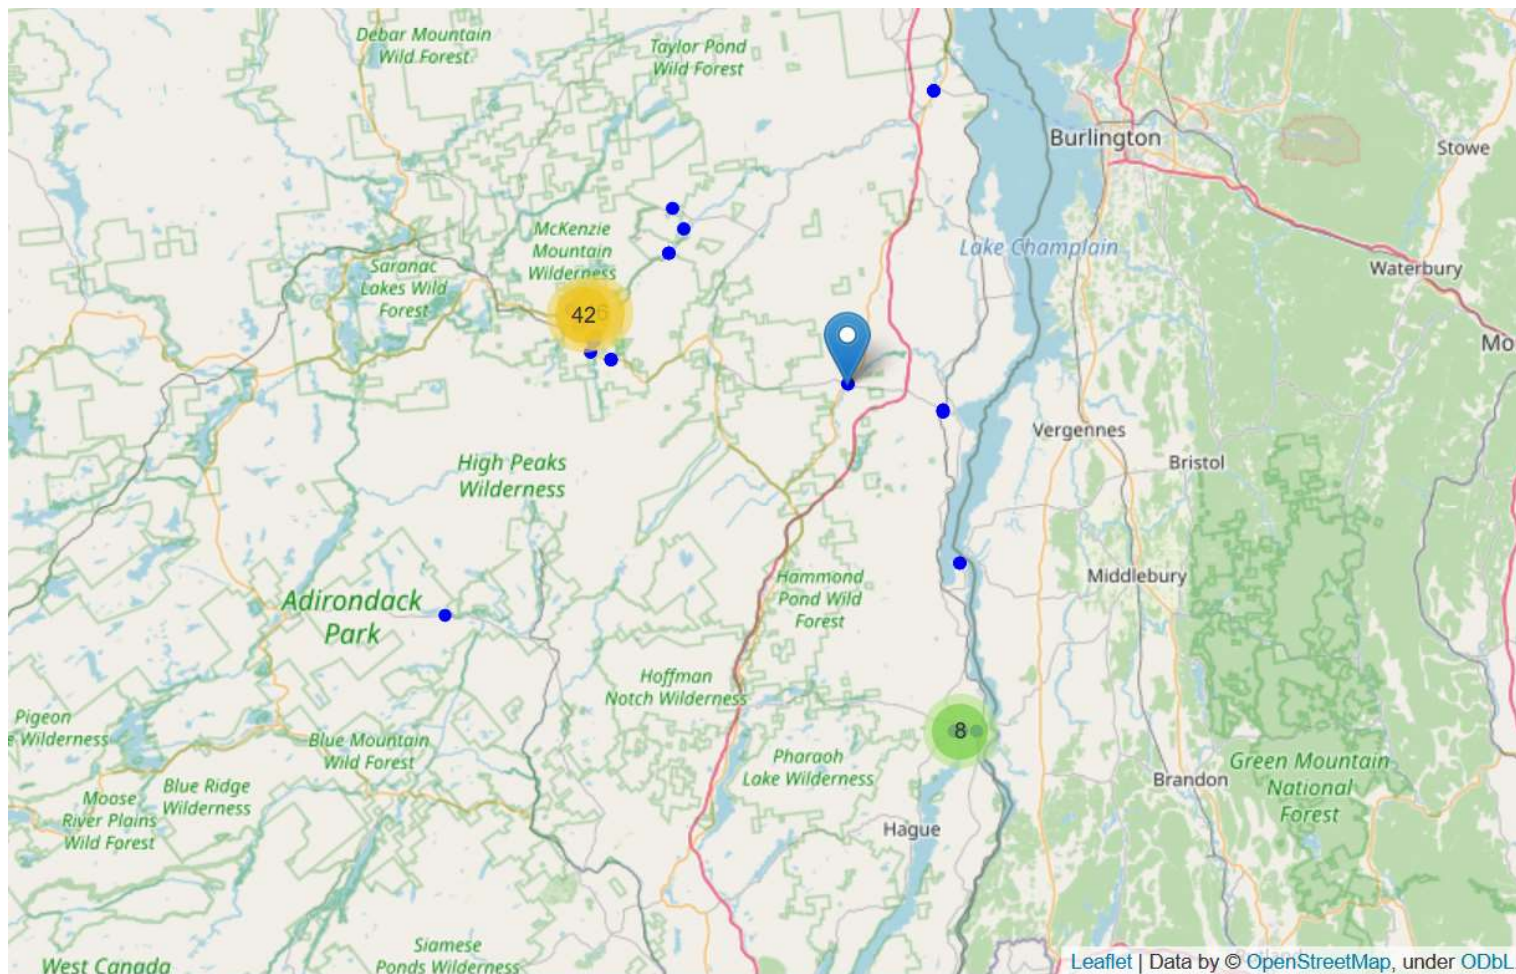 Debar Mountain
Wild Forest
Taylor Pond
Wild Forest
Burlington
Stowe
McKenzie
Mountain
Wilderness
Lake Champlain
Saranac
Lakes Wild
Forest
Waterbury
42
Mo
Vergennes
Bristol
High Peaks
Wilderness
Hammond
Pond Wild
Forest
Middlebury
Adirondack
Park
Hoffman
Notch Wilderness
Pigeon
e Wilderness
8
Blue Mountain
Wild Forest
Pharaoh
Lake Wilderness
Green Mountain
National
Forest
Brandon
Blue Ridge
Wilderness
Moose
River Plains
Wild Forest
Hague
Siamese
Ponds Wilderness
West Canada
Leaflet | Data by © OpenStreetMap, under ODbL